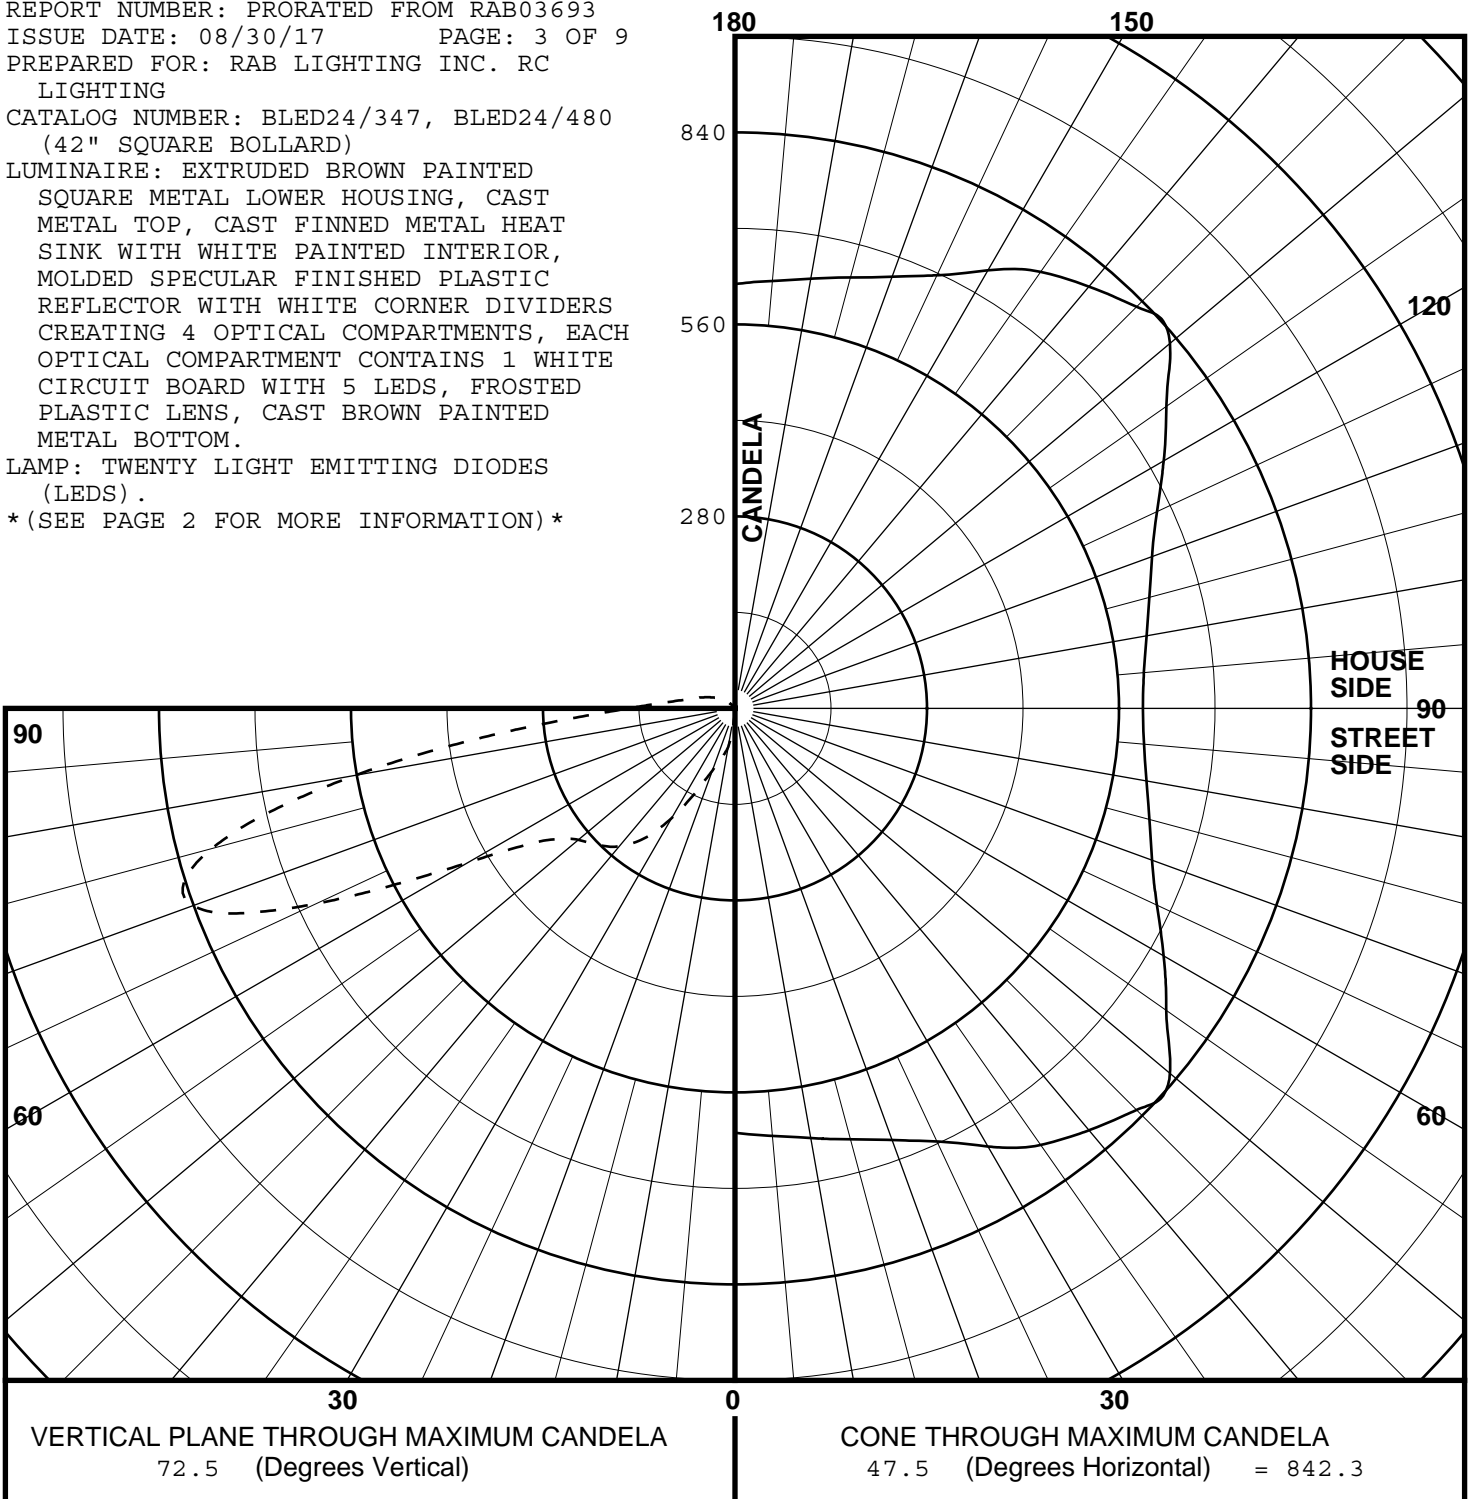 REPORT NUMBER: PRORATED FROM RAB03693
ISSUE DATE: 08/30/17 PAGE: 3 OF 9
PREPARED FOR: RAB LIGHTING INC. RC
LIGHTING
CATALOG NUMBER: BLED24/347, BLED24/480
(42" SQUARE BOLLARD)
LUMINAIRE: EXTRUDED BROWN PAINTED
SQUARE METAL LOWER HOUSING, CAST
METAL TOP, CAST FINNED METAL HEAT
SINK WITH WHITE PAINTED INTERIOR,
MOLDED SPECULAR FINISHED PLASTIC
REFLECTOR WITH WHITE CORNER DIVIDERS
CREATING 4 OPTICAL COMPARTMENTS, EACH
OPTICAL COMPARTMENT CONTAINS 1 WHITE
CIRCUIT BOARD WITH 5 LEDS, FROSTED
PLASTIC LENS, CAST BROWN PAINTED
METAL BOTTOM.
LAMP: TWENTY LIGHT EMITTING DIODES
(LEDS).
*(SEE PAGE 2 FOR MORE INFORMATION)*
180
150
840
120
560
CANDELA
280
HOUSE
SIDE
90
90
STREET
SIDE
60
60
30
0
30
VERTICAL PLANE THROUGH MAXIMUM CANDELA
72.5 (Degrees Vertical)
CONE THROUGH MAXIMUM CANDELA
47.5 (Degrees Horizontal) = 842.3